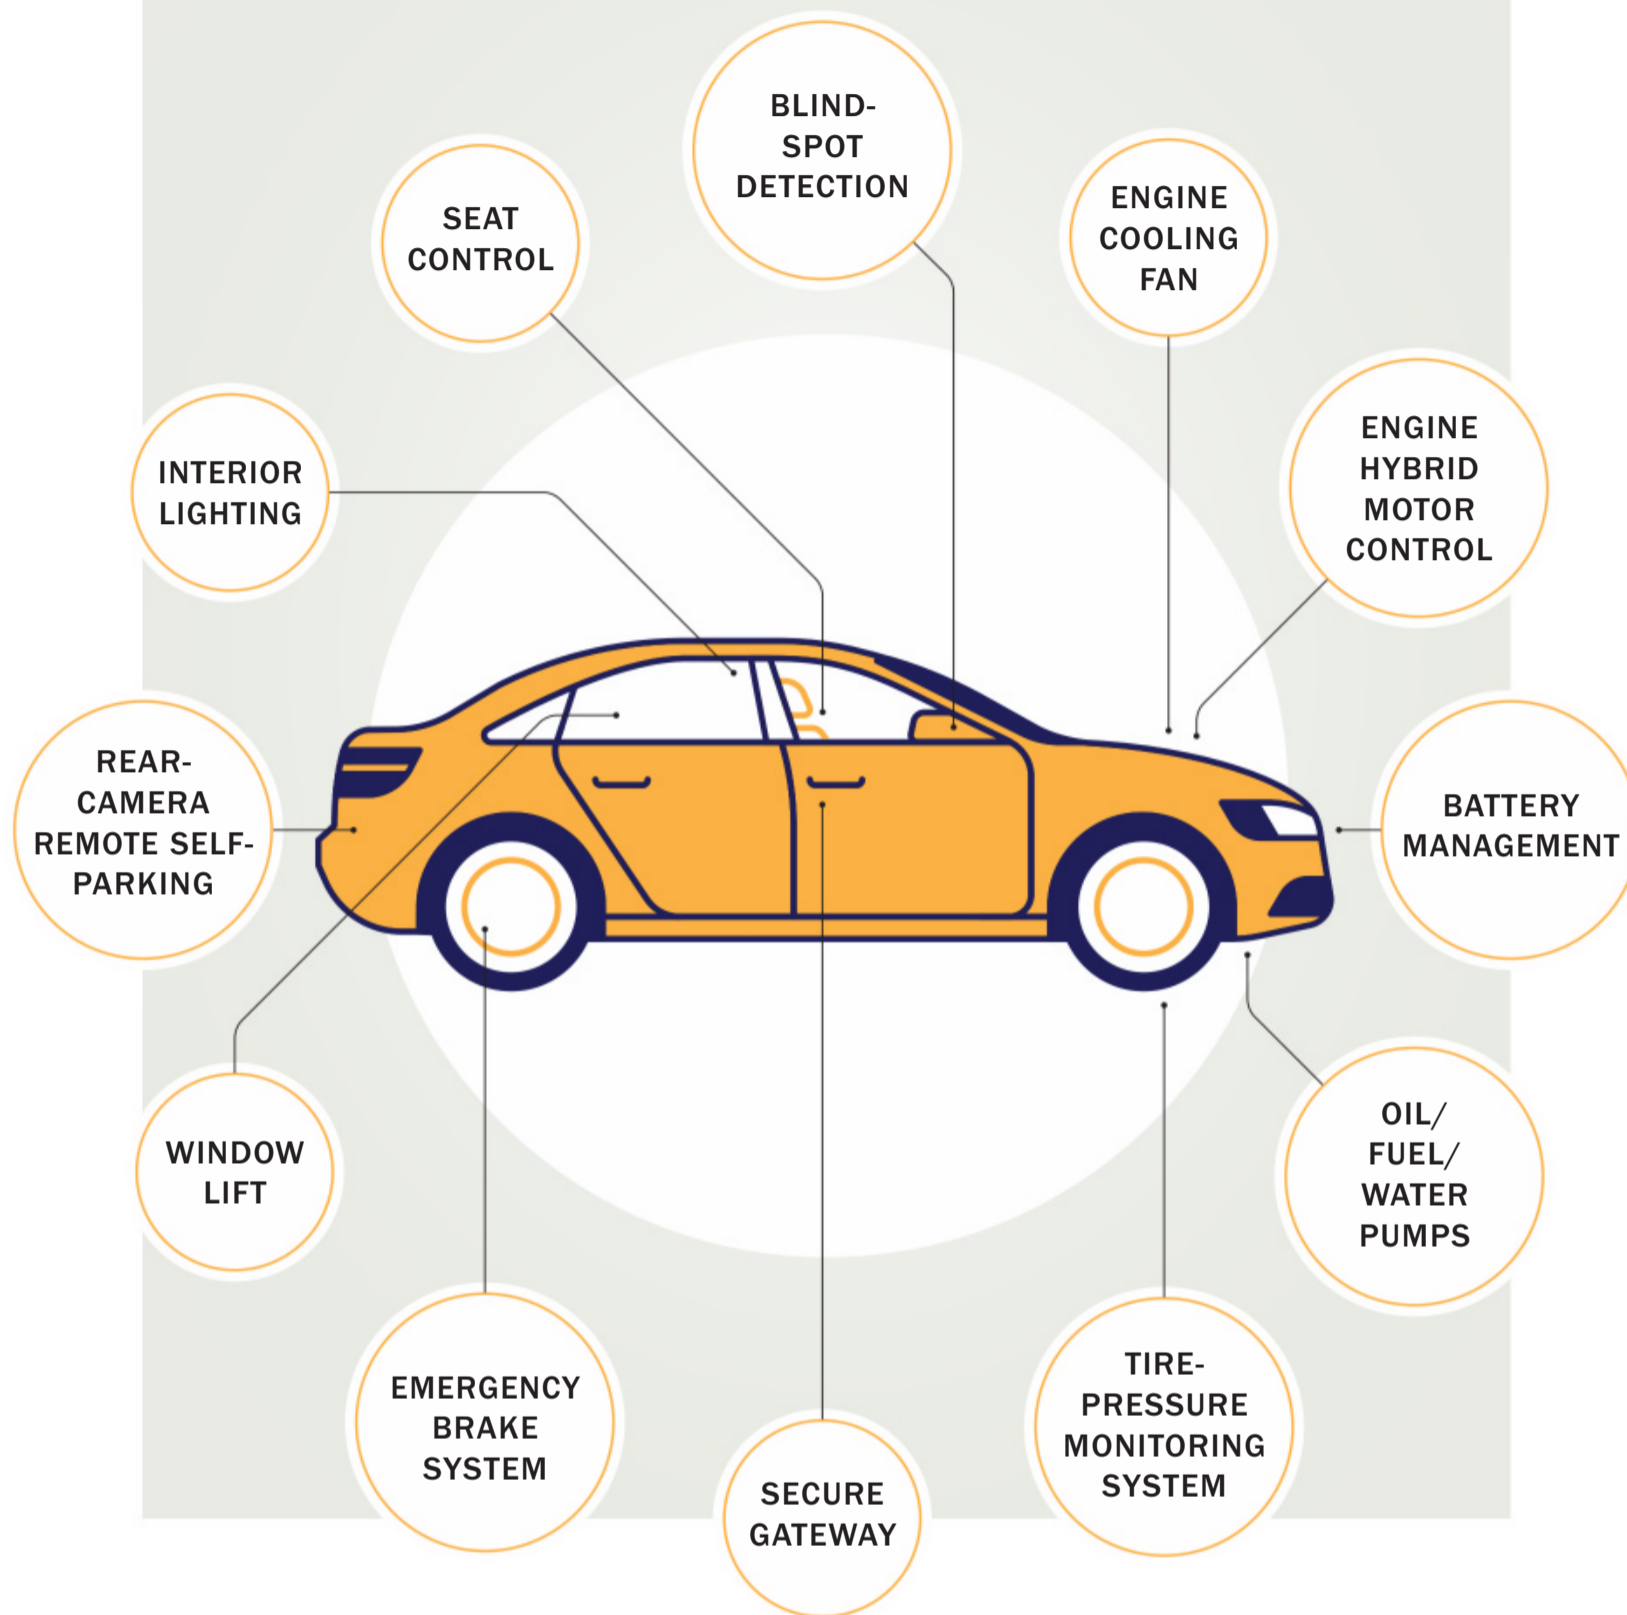 BLIND-
SPOT
DETECTION
SEAT
CONTROL
ENGINE
COOLING
FAN
INTERIOR
LIGHTING
ENGINE
HYBRID
MOTOR
CONTROL
REAR-
CAMERA
REMOTE SELF-
PARKING
BATTERY
MANAGEMENT
WINDOW
LIFT
OIL/
FUEL/
WATER
PUMPS
EMERGENCY
BRAKE
SYSTEM
SECURE
GATEWAY
TIRE-
PRESSURE
MONITORING
SYSTEM